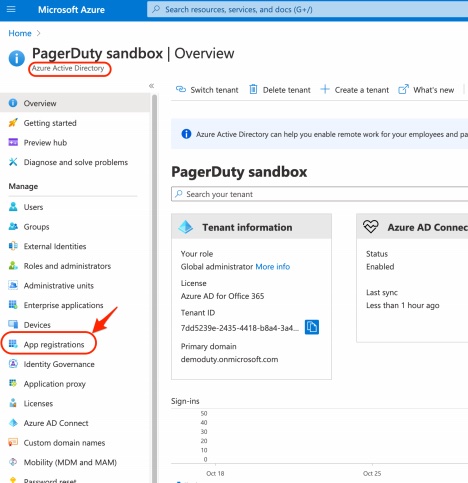 Microsoft Azure
Search resources, services, and docs (G+/)
Home
PagerDuty sandbox | Overview
Azure Active Directory
Overview
Getting started
Preview hub
Diagnose and solve problems
Manage
Users
Groups
External Identities
Roles and administrators
Administrative units
Enterprise applications
Devices
App registrations
Identity Governance
Application proxy
Licenses
Azure AD Connect
Custom domain names
Mobility (MDM and MAM)
Password reset
Switch tenant
Delete tenant
Create a tenant
What's new
Azure Active Directory can help you enable remote work for your employees and pa
PagerDuty sandbox
Search your tenant
Tenant information
Your role
Global administrator More info
License
Azure AD for Office 365
Tenant ID
7dd5239e-2435-4418-b8a4-3a4...
Primary domain
demoduty.onmicrosoft.com
Azure AD Connec
Status
Enabled
Last sync
Less than 1 hour ago
Sign-ins
50
40
30
20
10
0
Oct 18
Oct 25